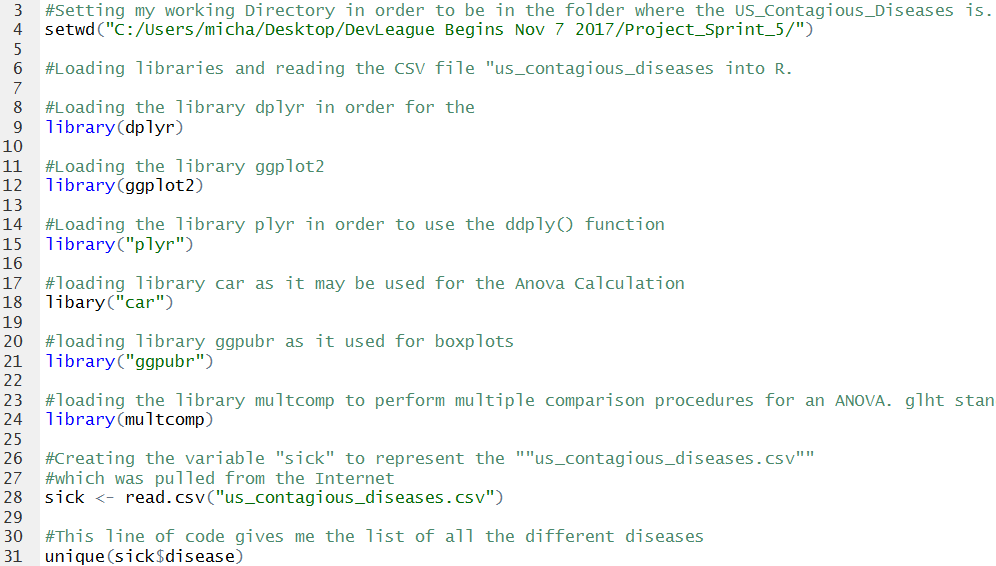 3 #Setting my working Directory in order to be in the folder where the US_Contagious_Diseases is.
4 setwd("C:/Users/micha/Desktop/DevLeague Begins Nov 7 2017/Project_Sprint_5/")
5
6 #Loading libraries and reading the CSV file "us_contagious_diseases into R.
7
8 #Loading the library dplyr in order for the
9 library(dplyr)
10
11 #Loading the library ggplot2
12 library(ggplot2)
13
14 #Loading the library plyr in order to use the ddply() function
15 library("plyr")
16
17 #loading library car as it may be used for the Anova Calculation
18 libary("car")
19
20 #loading library ggpubr as it used for boxplots
21 library("ggpubr")
22
23 #loading the library multcomp to perform multiple comparison procedures for an ANOVA. glht stan
24 library(multcomp)
25
26 #Creating the variable "sick" to represent the ""us_contagious_diseases.csv""
27 #which was pulled from the Internet
28 sick <- read.csv("us_contagious_diseases.csv")
29
30 #This line of code gives me the list of all the different diseases
31 unique(sick$disease)